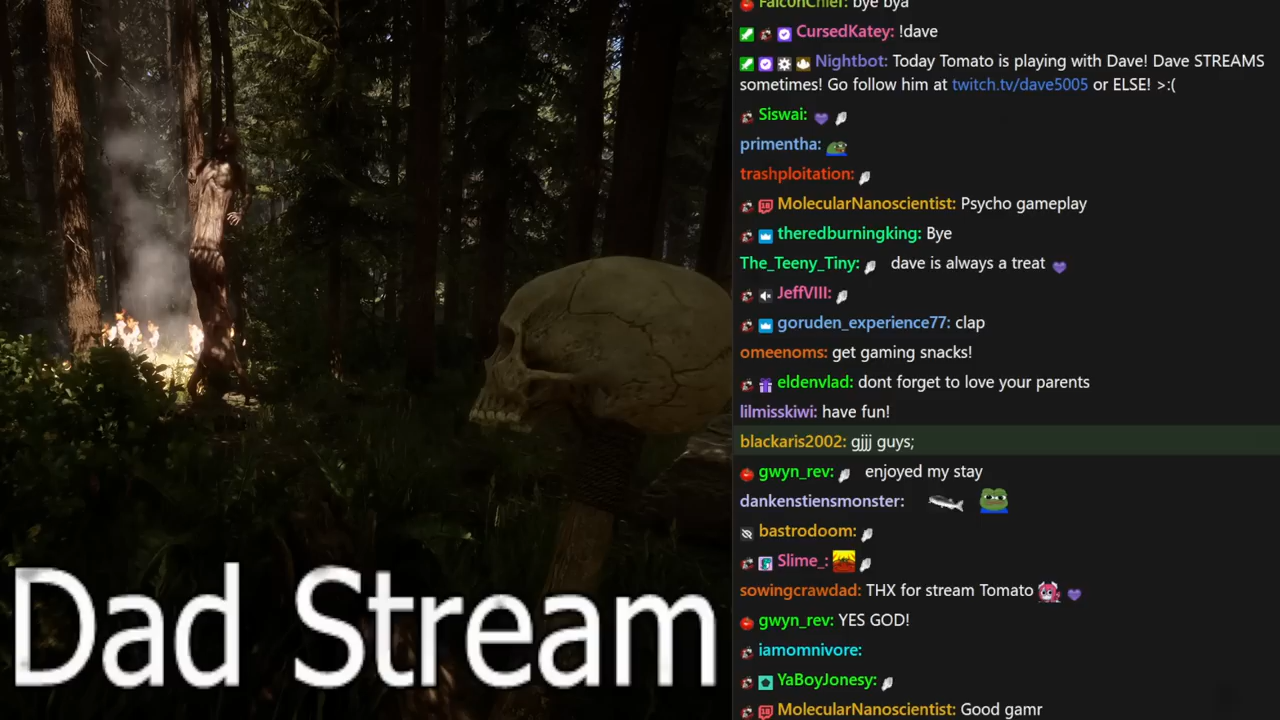 FalconChief: bye bya
CursedKatey: !dave
Nightbot: Today Tomato is playing with Dave! Dave STREAMS
sometimes! Go follow him at twitch.tv/dave5005 or ELSE! >:(
Siswai:
primentha:
trashploitation:
MolecularNanoscientist: Psycho gameplay
theredburningking: Bye
The_Teeny_Tiny: dave is always a treat
JeffVIII:
goruden_experience77: clap
omeenoms: get gaming snacks!
eldenvlad: dont forget to love your parents
lilmisskiwi: have fun!
blackaris2002: gjjj guys;
gwyn_rev: enjoyed my stay
dankenstiensmonster:
bastrodoom:
Slime_:
sowingcrawdad: THX for stream Tomato
gwyn_rev: YES GOD!
iamomnivore:
YaBoyJonesy:
MolecularNanoscientist: Good gamr
Dad Stream